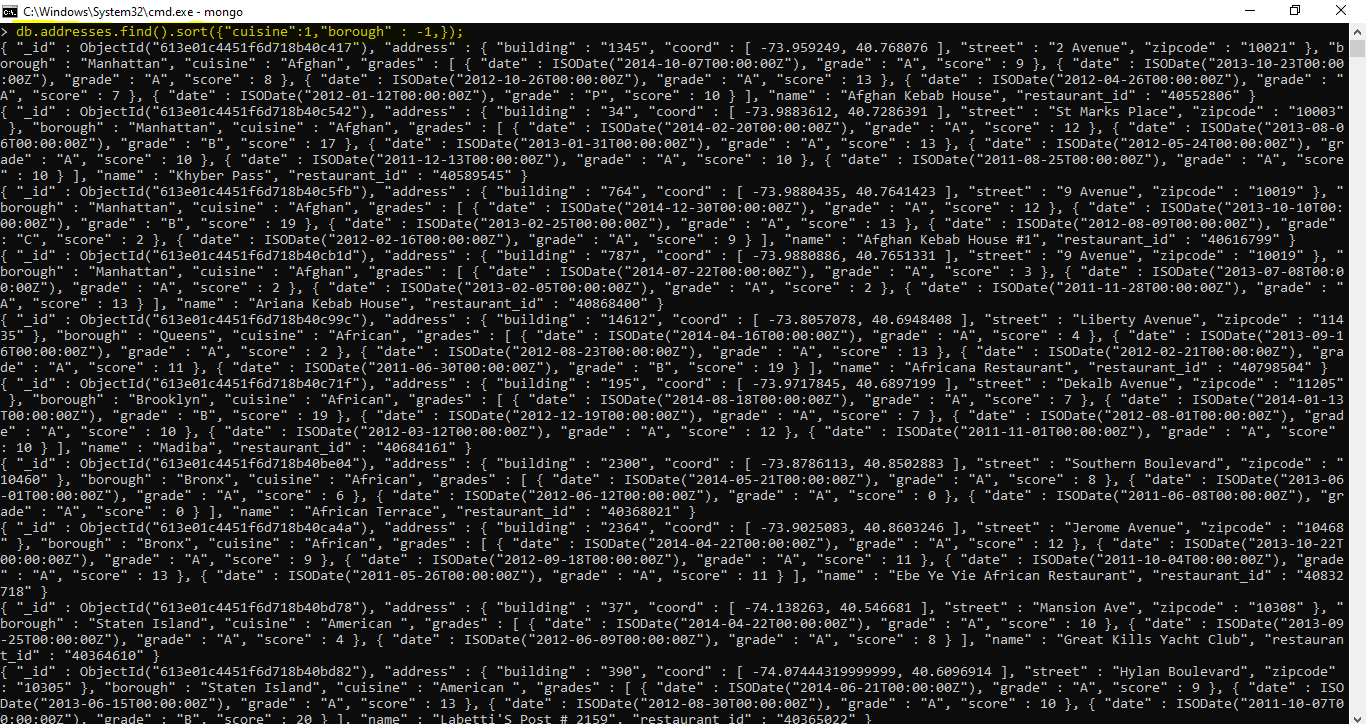 C:\Windows\System32\cmd.exe - mongo
> db.addresses.find().sort({"cuisine":1,"borough" : -1,});
{ "_id" : ObjectId("613e01c4451f6d718b40c417"), "address" : { "building" : "1345", "coord" : [ -73.959249, 40.768076 ], "street" : "2 Avenue", "zipcode" : "10021" }, "b
orough" : "Manhattan", "cuisine" : "Afghan", "grades" : [ { "date" : ISODate("2014-10-07T00:00:00Z"), "grade" : "A", "score" : 9 }, { "date" : ISODate("2013-10-23T00:00
:00Z"), "grade" : "A", "score" : 8 }, { "date" : ISODate("2012-10-26T00:00:00Z"), "grade" : "A", "score" : 13 }, { "date" : ISODate("2012-04-26T00:00:00Z"), "grade" : "
A", "score" : 7 }, { "date" : ISODate("2012-01-12T00:00:00Z"), "grade" : "P", "score" : 10 } ], "name" : "Afghan Kebab House", "restaurant_id" : "40552806" }
{ "_id" : ObjectId("613e01c4451f6d718b40c542"), "address" : { "building" : "34", "coord" : [ -73.9883612, 40.7286391 ], "street" : "St Marks Place", "zipcode" : "10003"
 }, "borough" : "Manhattan", "cuisine" : "Afghan", "grades" : [ { "date" : ISODate("2014-02-20T00:00:00Z"), "grade" : "A", "score" : 12 }, { "date" : ISODate("2013-08-0
6T00:00:00Z"), "grade" : "B", "score" : 17 }, { "date" : ISODate("2013-01-31T00:00:00Z"), "grade" : "A", "score" : 13 }, { "date" : ISODate("2012-05-24T00:00:00Z"), "gr
ade" : "A", "score" : 10 }, { "date" : ISODate("2011-12-13T00:00:00Z"), "grade" : "A", "score" : 10 }, { "date" : ISODate("2011-08-25T00:00:00Z"), "grade" : "A", "score
" : 10 } ], "name" : "Khyber Pass", "restaurant_id" : "40589545" }
{ "_id" : ObjectId("613e01c4451f6d718b40c5fb"), "address" : { "building" : "764", "coord" : [ -73.9880435, 40.7641423 ], "street" : "9 Avenue", "zipcode" : "10019" }, "
borough" : "Manhattan", "cuisine" : "Afghan", "grades" : [ { "date" : ISODate("2014-12-30T00:00:00Z"), "grade" : "A", "score" : 12 }, { "date" : ISODate("2013-10-10T00:
00:00Z"), "grade" : "B", "score" : 19 }, { "date" : ISODate("2013-02-25T00:00:00Z"), "grade" : "A", "score" : 13 }, { "date" : ISODate("2012-08-09T00:00:00Z"), "grade"
: "C", "score" : 2 }, { "date" : ISODate("2012-02-16T00:00:00Z"), "grade" : "A", "score" : 9 } ], "name" : "Afghan Kebab House #1", "restaurant_id" : "40616799" }
{ "_id" : ObjectId("613e01c4451f6d718b40cb1d"), "address" : { "building" : "787", "coord" : [ -73.9880886, 40.7651331 ], "street" : "9 Avenue", "zipcode" : "10019" }, "
borough" : "Manhattan", "cuisine" : "Afghan", "grades" : [ { "date" : ISODate("2014-07-22T00:00:00Z"), "grade" : "A", "score" : 3 }, { "date" : ISODate("2013-07-08T00:0
0:00Z"), "grade" : "A", "score" : 2 }, { "date" : ISODate("2013-02-05T00:00:00Z"), "grade" : "A", "score" : 2 }, { "date" : ISODate("2011-11-28T00:00:00Z"), "grade" : "
A", "score" : 13 } ], "name" : "Ariana Kebab House", "restaurant_id" : "40868400" }
{ "_id" : ObjectId("613e01c4451f6d718b40c99c"), "address" : { "building" : "14612", "coord" : [ -73.8057078, 40.6948408 ], "street" : "Liberty Avenue", "zipcode" : "114
35" }, "borough" : "Queens", "cuisine" : "African", "grades" : [ { "date" : ISODate("2014-04-16T00:00:00Z"), "grade" : "A", "score" : 4 }, { "date" : ISODate("2013-09-1
6T00:00:00Z"), "grade" : "A", "score" : 2 }, { "date" : ISODate("2012-08-23T00:00:00Z"), "grade" : "A", "score" : 13 }, { "date" : ISODate("2012-02-21T00:00:00Z"), "gra
de" : "A", "score" : 11 }, { "date" : ISODate("2011-06-30T00:00:00Z"), "grade" : "B", "score" : 19 } ], "name" : "Africana Restaurant", "restaurant_id" : "40798504" }
{ "_id" : ObjectId("613e01c4451f6d718b40c71f"), "address" : { "building" : "195", "coord" : [ -73.9717845, 40.6897199 ], "street" : "Dekalb Avenue", "zipcode" : "11205"
 }, "borough" : "Brooklyn", "cuisine" : "African", "grades" : [ { "date" : ISODate("2014-08-18T00:00:00Z"), "grade" : "A", "score" : 7 }, { "date" : ISODate("2014-01-13
T00:00:00Z"), "grade" : "B", "score" : 19 }, { "date" : ISODate("2012-12-19T00:00:00Z"), "grade" : "A", "score" : 7 }, { "date" : ISODate("2012-08-01T00:00:00Z"), "grad
e" : "A", "score" : 10 }, { "date" : ISODate("2012-03-12T00:00:00Z"), "grade" : "A", "score" : 12 }, { "date" : ISODate("2011-11-01T00:00:00Z"), "grade" : "A", "score"
: 10 } ], "name" : "Madiba", "restaurant_id" : "40684161" }
{ "_id" : ObjectId("613e01c4451f6d718b40be04"), "address" : { "building" : "2300", "coord" : [ -73.8786113, 40.8502883 ], "street" : "Southern Boulevard", "zipcode" : "
10460" }, "borough" : "Bronx", "cuisine" : "African", "grades" : [ { "date" : ISODate("2014-05-21T00:00:00Z"), "grade" : "A", "score" : 8 }, { "date" : ISODate("2013-06
-01T00:00:00Z"), "grade" : "A", "score" : 6 }, { "date" : ISODate("2012-06-12T00:00:00Z"), "grade" : "A", "score" : 0 }, { "date" : ISODate("2011-06-08T00:00:00Z"), "gr
ade" : "A", "score" : 0 } ], "name" : "African Terrace", "restaurant_id" : "40368021" }
{ "_id" : ObjectId("613e01c4451f6d718b40ca4a"), "address" : { "building" : "2364", "coord" : [ -73.9025083, 40.8603246 ], "street" : "Jerome Avenue", "zipcode" : "10468
" }, "borough" : "Bronx", "cuisine" : "African", "grades" : [ { "date" : ISODate("2014-04-22T00:00:00Z"), "grade" : "A", "score" : 12 }, { "date" : ISODate("2013-10-22T
00:00:00Z"), "grade" : "A", "score" : 9 }, { "date" : ISODate("2012-09-18T00:00:00Z"), "grade" : "A", "score" : 11 }, { "date" : ISODate("2011-10-04T00:00:00Z"), "grade
" : "A", "score" : 13 }, { "date" : ISODate("2011-05-26T00:00:00Z"), "grade" : "A", "score" : 11 } ], "name" : "Ebe Ye Yie African Restaurant", "restaurant_id" : "40832
718" }
{ "_id" : ObjectId("613e01c4451f6d718b40bd78"), "address" : { "building" : "37", "coord" : [ -74.138263, 40.546681 ], "street" : "Mansion Ave", "zipcode" : "10308" }, "
borough" : "Staten Island", "cuisine" : "American ", "grades" : [ { "date" : ISODate("2014-04-22T00:00:00Z"), "grade" : "A", "score" : 10 }, { "date" : ISODate("2013-09
-25T00:00:00Z"), "grade" : "A", "score" : 4 }, { "date" : ISODate("2012-06-09T00:00:00Z"), "grade" : "A", "score" : 8 } ], "name" : "Great Kills Yacht Club", "restauran
t_id" : "40364610" }
{ "_id" : ObjectId("613e01c4451f6d718b40bd82"), "address" : { "building" : "390", "coord" : [ -74.07444319999999, 40.6096914 ], "street" : "Hylan Boulevard", "zipcode"
: "10305" }, "borough" : "Staten Island", "cuisine" : "American ", "grades" : [ { "date" : ISODate("2014-06-21T00:00:00Z"), "grade" : "A", "score" : 9 }, { "date" : ISO
Date("2013-06-15T00:00:00Z"), "grade" : "A", "score" : 13 }, { "date" : ISODate("2012-08-30T00:00:00Z"), "grade" : "A", "score" : 10 }, { "date" : ISODate("2011-10-07T0
0:00:00Z"), "grade" : "B", "score" : 20 } ], "name" : "Labetti'S Post # 2159", "restaurant_id" : "40365022" }